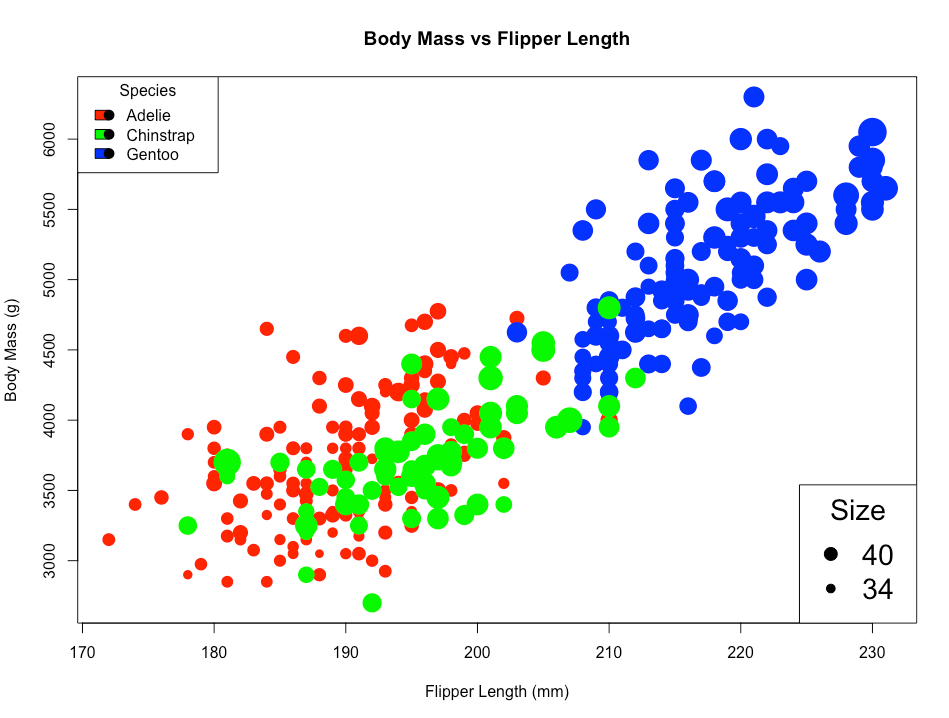 Body Mass vs Flipper Length
Species
Adelie
Chinstrap
Gentoo
Body Mass (g)
6000
5500
5000
4500
4000
3500
3000
Size
40
34
170 180 190 200 210 220 230
Flipper Length (mm)